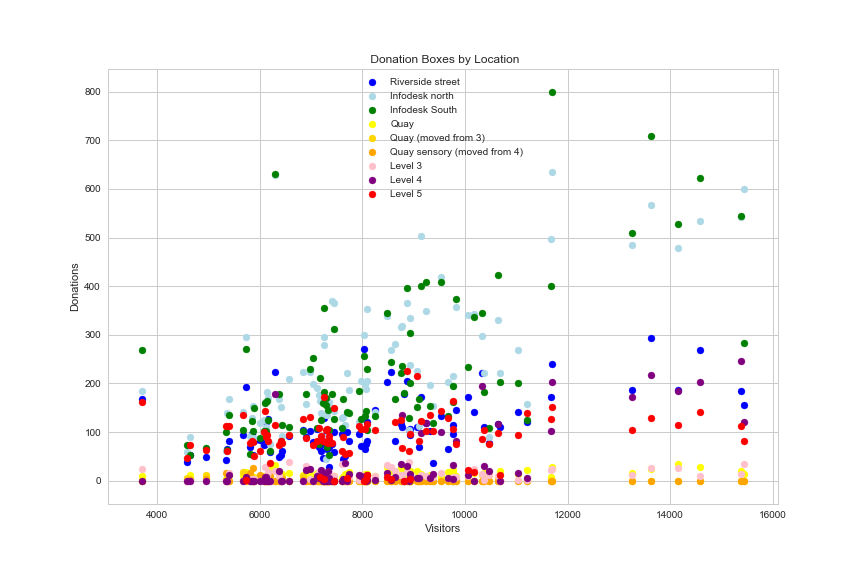 Donation Boxes by Location
Riverside street
Infodesk north
Infodesk South
Quay
Quay (moved from 3)
Quay sensory (moved from 4)
Level 3
Level 4
Level 5
800
700
600
500
400
300
200
100
0
Donations
4000 6000 8000 10000 12000 14000 16000
Visitors